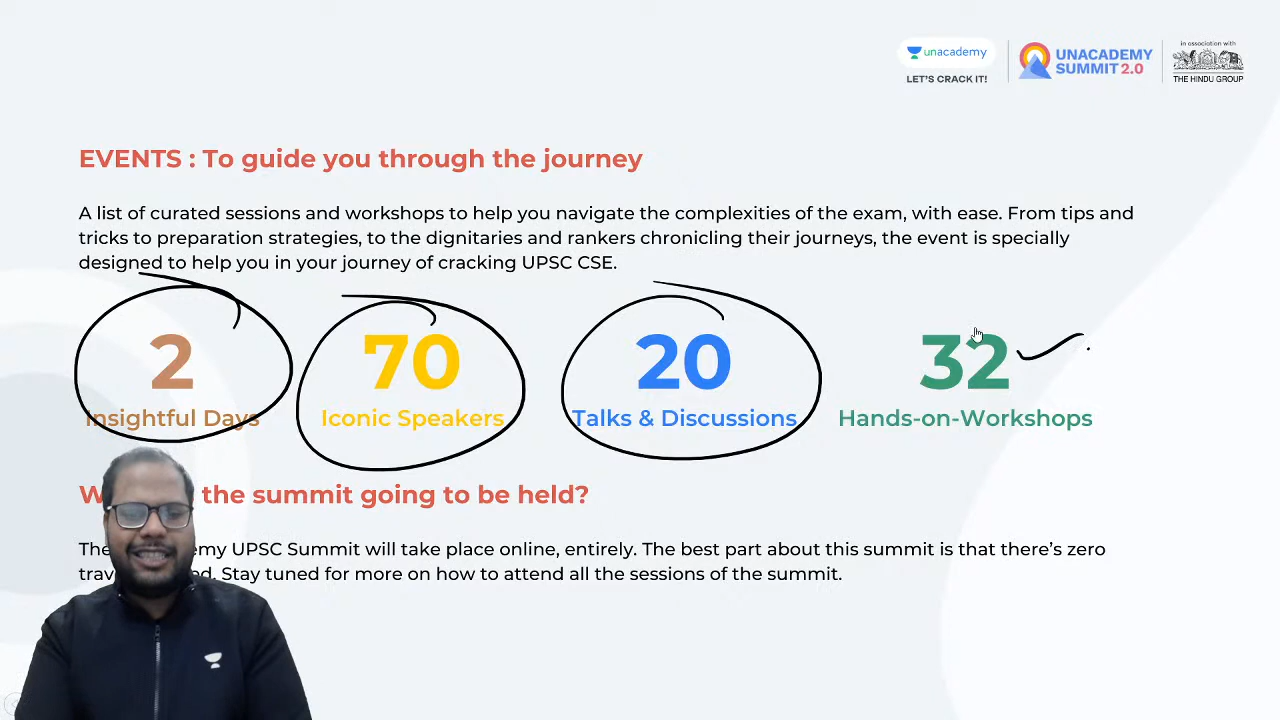 unacademy
LET'S CRACK IT!
UNACADEMY
SUMMIT 2.0
in association with
THE HINDU GROUP
EVENTS : To guide you through the journey
A list of curated sessions and workshops to help you navigate the complexities of the exam, with ease. From tips and
tricks to preparation strategies, to the dignitaries and rankers chronicling their journeys, the event is specially
designed to help you in your journey of cracking UPSC CSE.
2
Insightful Days
70
Iconic Speakers
20
Talks & Discussions
32
Hands-on-Workshops
the summit going to be held?
The UPSC Summit will take place online, entirely. The best part about this summit is that there's zero
Stay tuned for more on how to attend all the sessions of the summit.